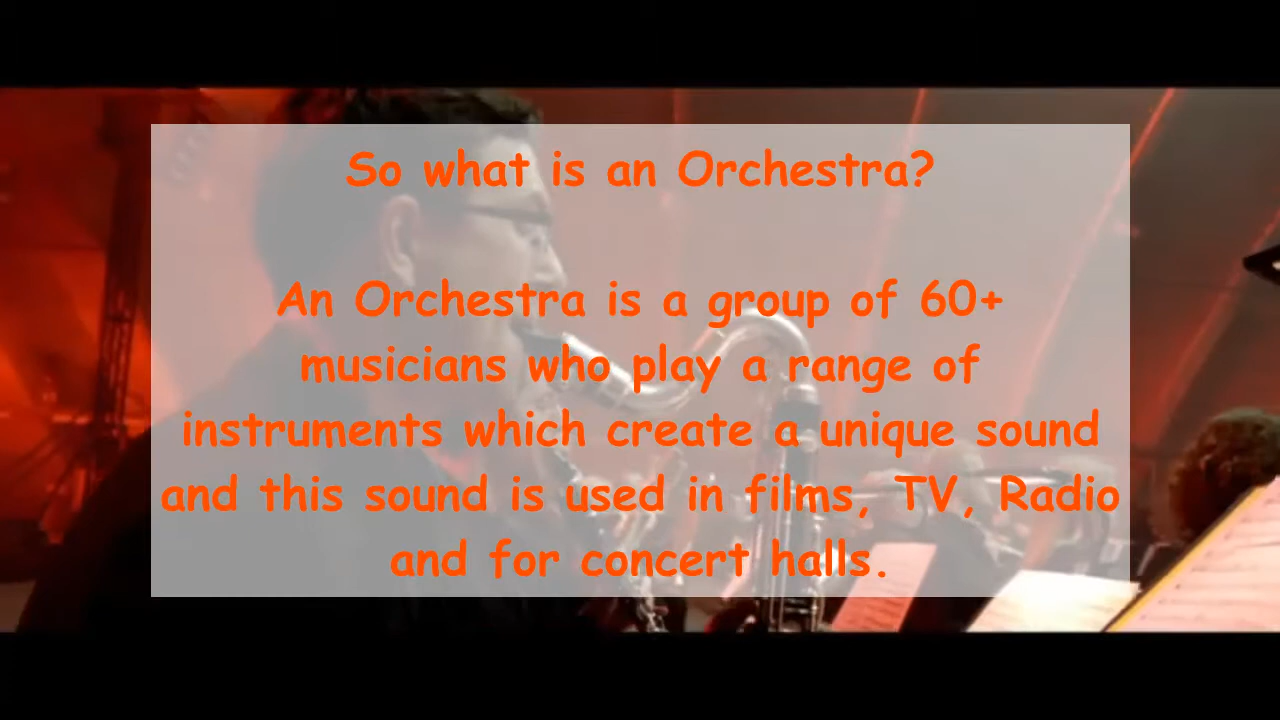 So what is an Orchestra?
An Orchestra is a group of 60+
musicians who play a range of
instruments which create a unique sound
and this sound is used in films, TV, Radio
and for concert halls.